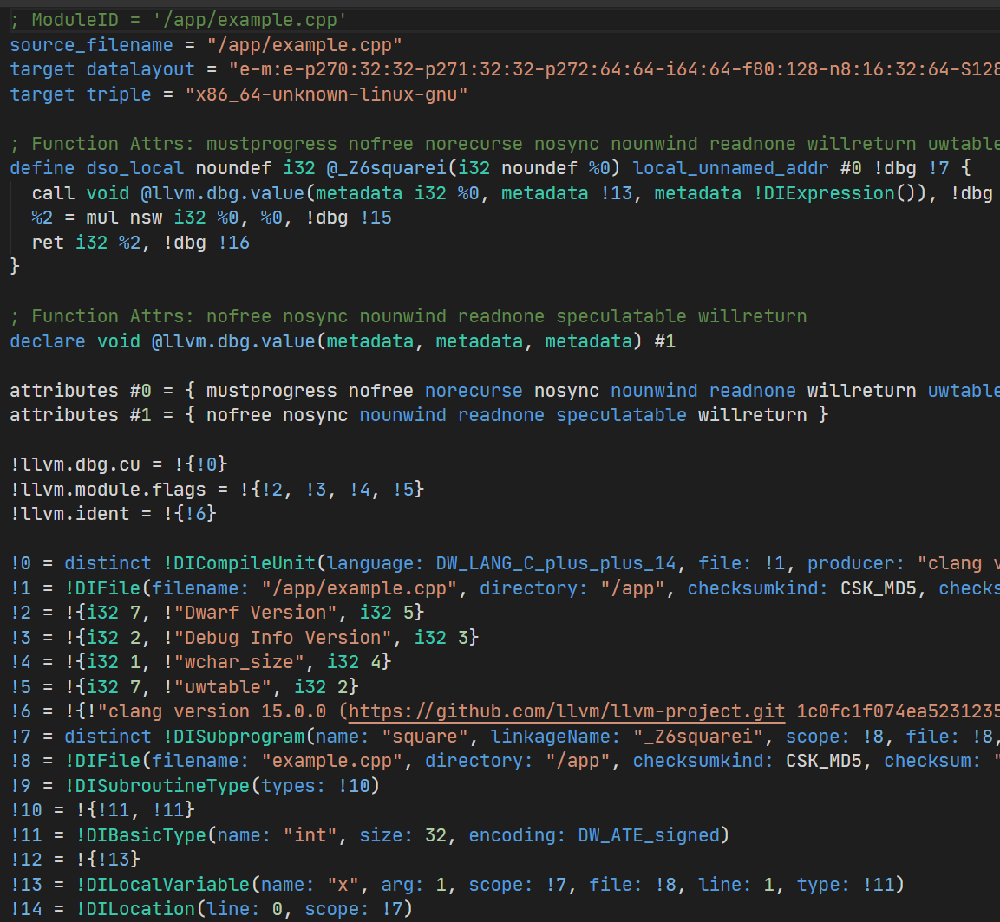 ; ModuleID = '/app/example.cpp'
source_filename = "/app/example.cpp"
target datalayout = "e-m:e-p270:32:32-p271:32:32-p272:64:64-i64:64-f80:128-n8:16:32:64-S128
target triple = "x86_64-unknown-linux-gnu"
; Function Attrs: mustprogress nofree norecurse nosync nounwind readnone willreturn uwtable
define dso_local noundef i32 @_Z6squarei(i32 noundef %0) local_unnamed_addr #0 !dbg !7 {
call void @llvm.dbg.value(metadata i32 %0, metadata !13, metadata !DIExpression()), !dbg
%2 = mul nsw i32 %0, %0, !dbg !15
ret i32 %2, !dbg !16
}
; Function Attrs: nofree nosync nounwind readnone speculatable willreturn
declare void @llvm.dbg.value(metadata, metadata, metadata) #1
attributes #0 = { mustprogress nofree norecurse nosync nounwind readnone willreturn uwtable
attributes #1 = { nofree nosync nounwind readnone speculatable willreturn }
!llvm.dbg.cu = !{!0}
!llvm.module.flags = !{!2, !3, !4, !5}
!llvm.ident = !{!6}
!0 = distinct !DICompileUnit(language: DW_LANG_C_plus_plus_14, file: !1, producer: "clang v
!1 = !DIFile(filename: "/app/example.cpp", directory: "/app", checksumkind: CSK_MD5, checks
!2 = !{i32 7, !"Dwarf Version", i32 5}
!3 = !{i32 2, !"Debug Info Version", i32 3}
!4 = !{i32 1, !"wchar_size", i32 4}
!5 = !{i32 7, !"uwtable", i32 2}
!6 = !{!"clang version 15.0.0 (https://github.com/llvm/llvm-project.git 1c0fc1f074ea5231235
!7 = distinct !DISubprogram(name: "square", linkageName: "_Z6squarei", scope: !8, file: !8,
!8 = !DIFile(filename: "example.cpp", directory: "/app", checksumkind: CSK_MD5, checksum: "
!9 = !DISubroutineType(types: !10)
!10 = !{!11, !11}
!11 = !DIBasicType(name: "int", size: 32, encoding: DW_ATE_signed)
!12 = !{!13}
!13 = !DILocalVariable(name: "x", arg: 1, scope: !7, file: !8, line: 1, type: !11)
!14 = !DILocation(line: 0, scope: !7)